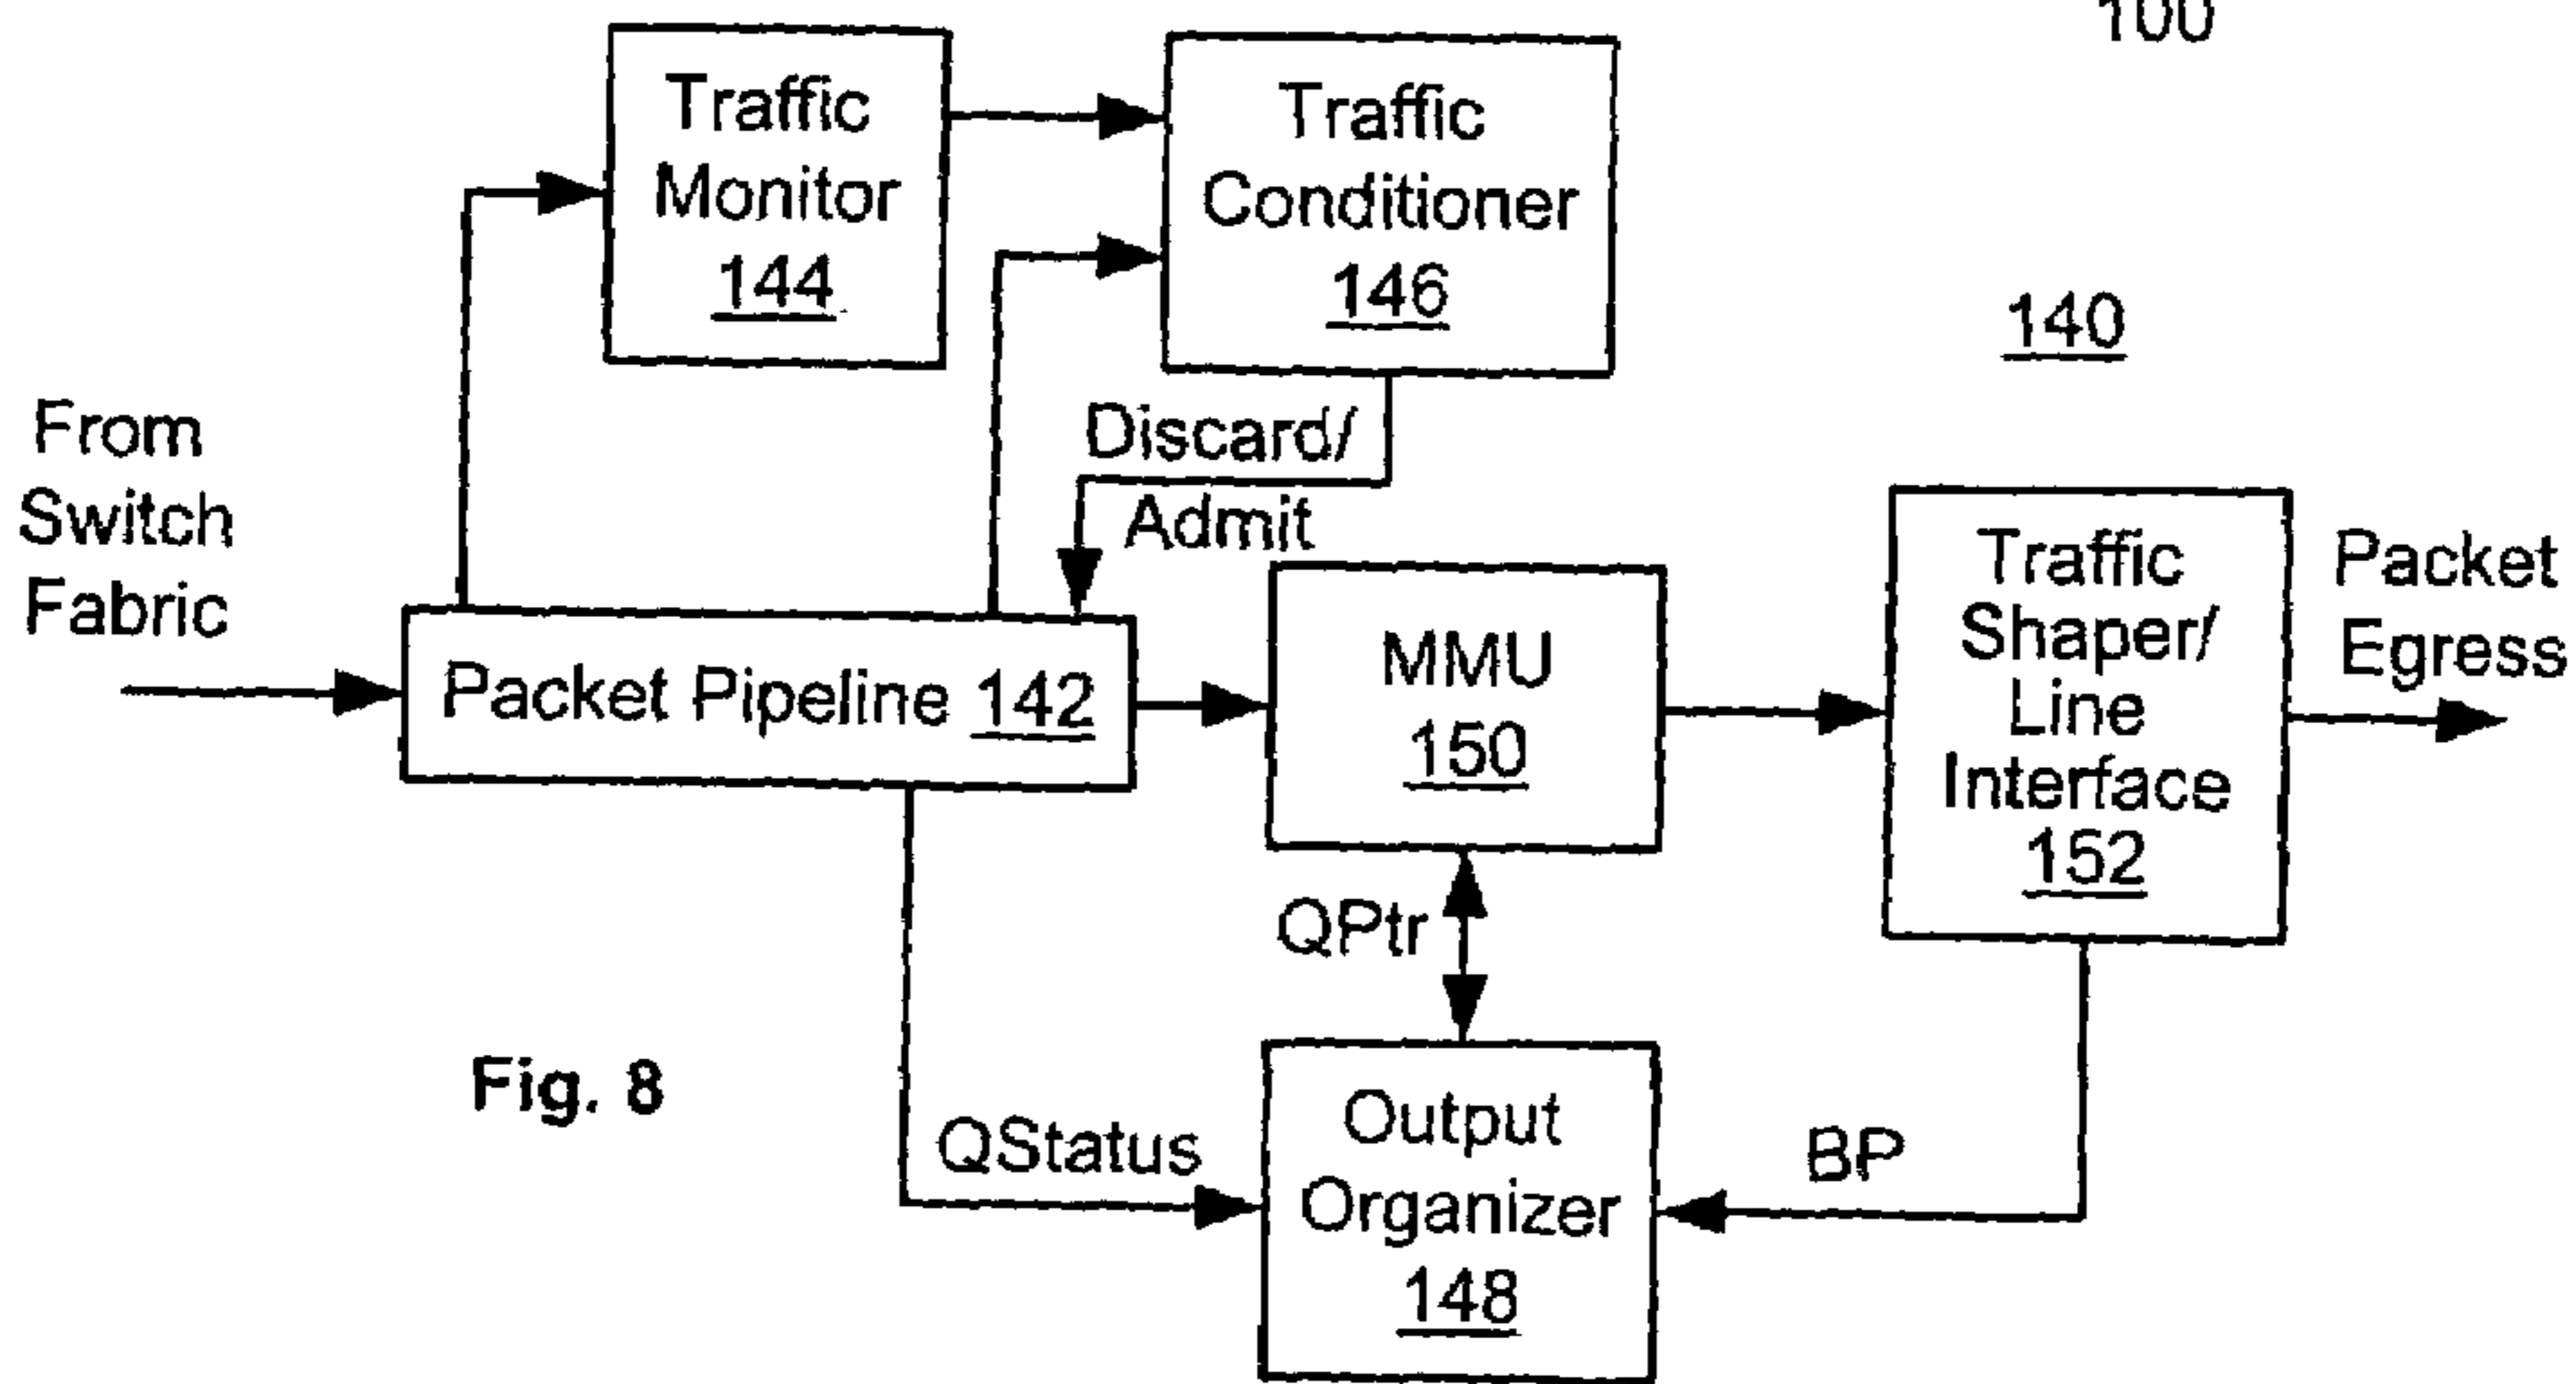 100
Traffic
Monitor
144
Traffic
Conditioner
146
140
From
Switch
Fabric
Discard/
Admit
Packet Pipeline 142
MMU
150
Traffic
Shaper/
Line
Interface
152
Packet
Egress
QPtr
Fig. 8
QStatus
Output
Organizer
148
BP